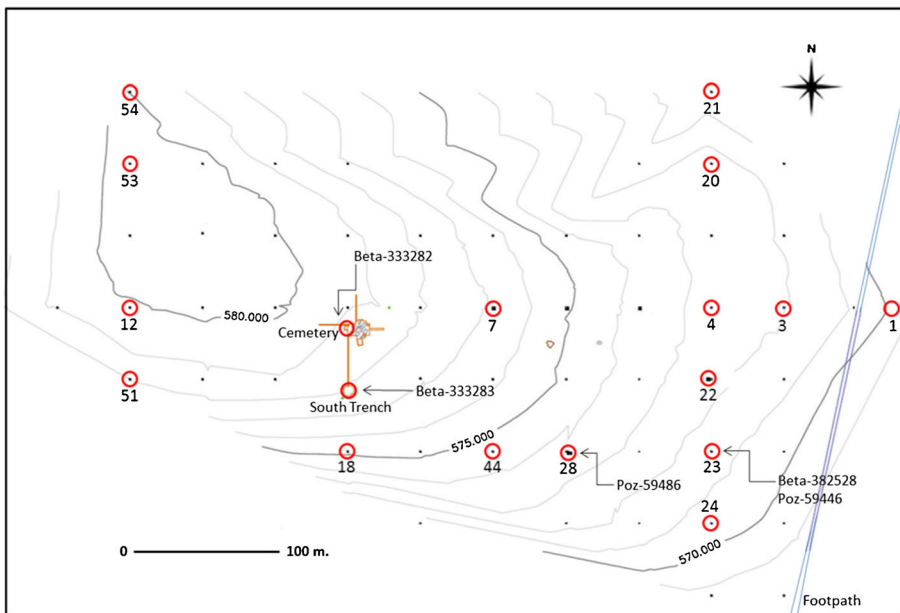 N
54
21
53
20
Beta-333282
580.000
12
Cemetery
7
4
3
1
51
Beta-333283
22
South Trench
575.000
18
44
28
23
Poz-59486
Beta-382528
Poz-59446
24
0
100 m.
570.000
Footpath